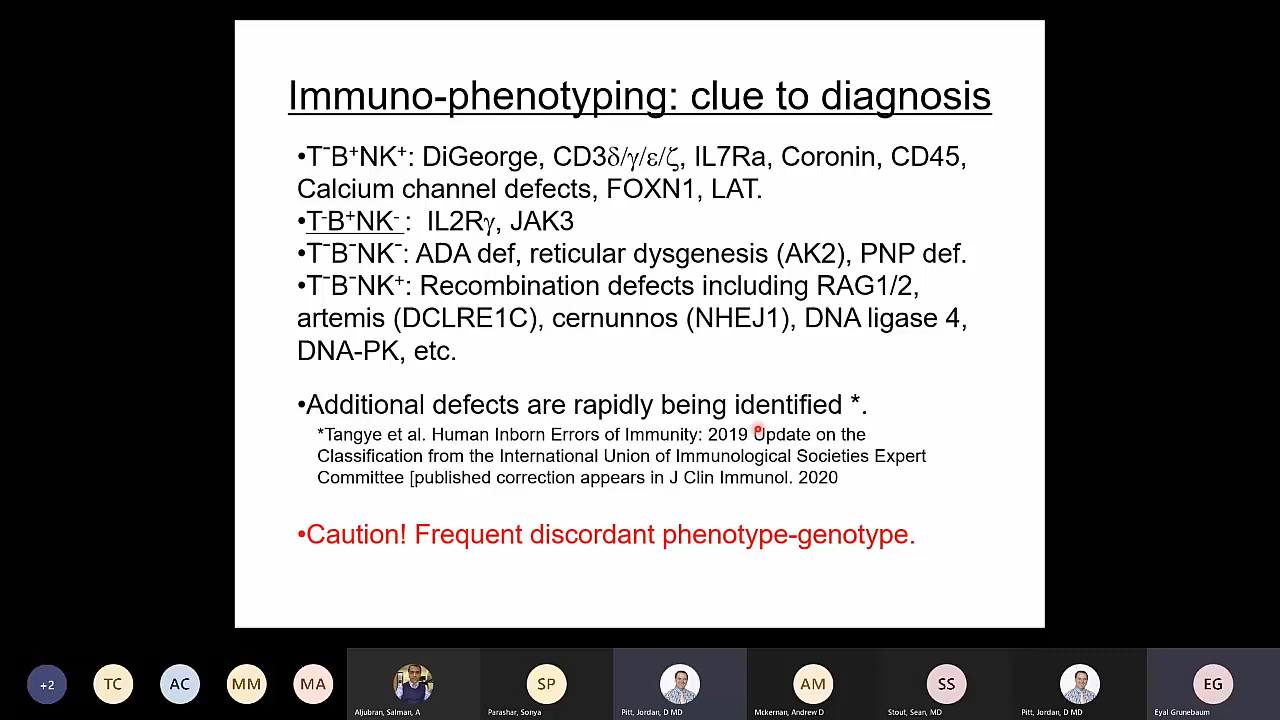 Immuno-phenotyping: clue to diagnosis
•T⁻B⁺NK⁺: DiGeorge, CD3δ/γ/ε/ζ, IL7Ra, Coronin, CD45,
Calcium channel defects, FOXN1, LAT.
•T⁻B⁺NK⁻: IL2Rγ, JAK3
•T⁻B⁻NK⁻: ADA def, reticular dysgenesis (AK2), PNP def.
•T⁻B⁻NK⁺: Recombination defects including RAG1/2,
artemis (DCLRE1C), cernunnos (NHEJ1), DNA ligase 4,
DNA-PK, etc.
•Additional defects are rapidly being identified *.
*Tangye et al. Human Inborn Errors of Immunity: 2019 Update on the
Classification from the International Union of Immunological Societies Expert
Committee [published correction appears in J Clin Immunol. 2020
•Caution! Frequent discordant phenotype-genotype.
+2 TC AC MM MA SP AM SS EG
Aljubran, Salman, A Parashar, Sonya Pitt, Jordan, D MD Mckernan, Andrew D Stout, Sean, MD Pitt, Jordan, D MD Eyal Grunebaum